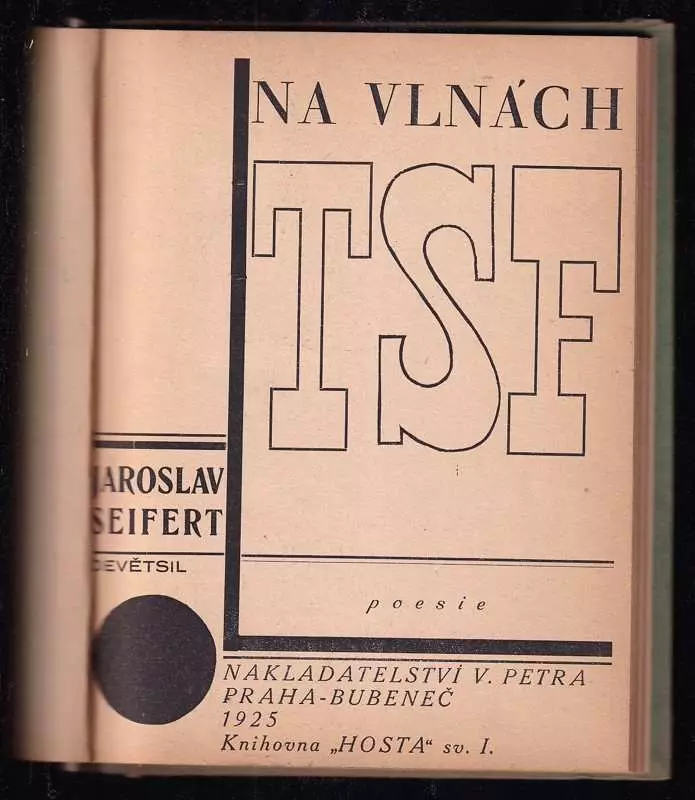 NA VLNÁCH
TSF
JAROSLAV
SEIFERT
DEVĚTSIL
poesie
NAKLADATELSTVÍ V. PETRA
PRAHA-BUBENEČ
1925
Knihovna „HOSTA“ sv. I.